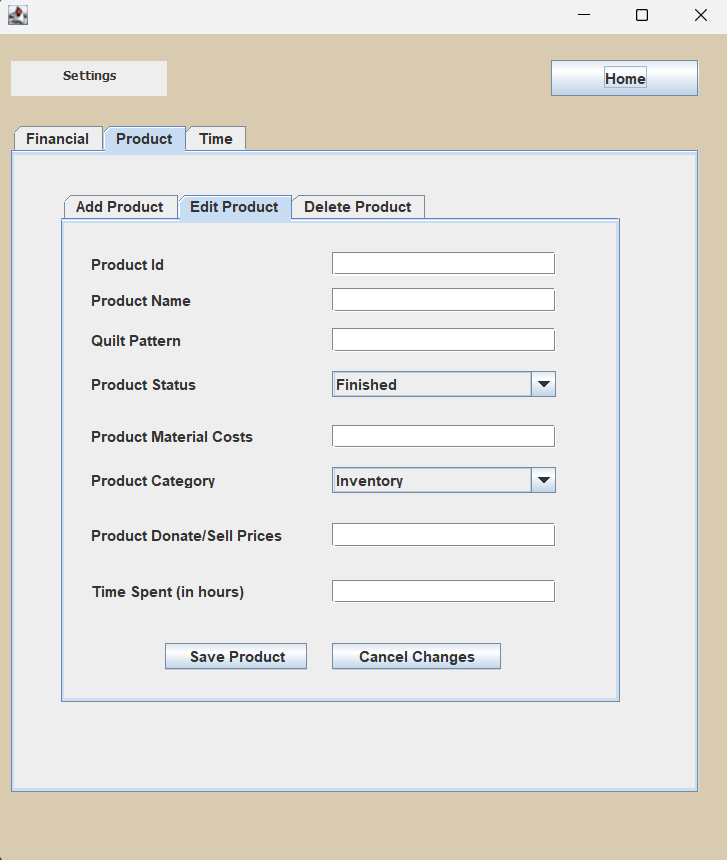 Settings
Home
Financial Product Time
Add Product Edit Product Delete Product
Product Id
Product Name
Quilt Pattern
Product Status Finished
Product Material Costs
Product Category Inventory
Product Donate/Sell Prices
Time Spent (in hours)
Save Product Cancel Changes